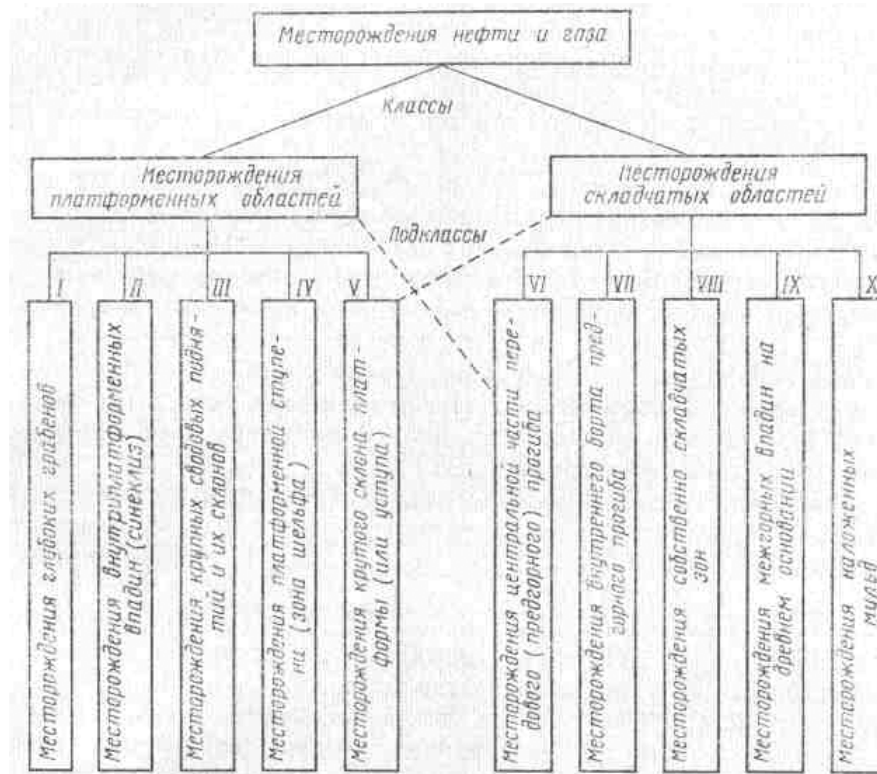 Месторождения нефти и газа
Классы
Месторождения
платформенных областей
Месторождения
складчатых областей
Подклассы
I
Месторождения глубоких грабенов
II
Месторождения внутриплатформенных
впадин (синеклиз)
III
Месторождения крупных сводовых подня-
тий и их склонов
IV
Месторождения платформенной ступе-
ни (зона шельфа)
V
Месторождения крутого склона плат-
формы (или уступа)
VI
Месторождения центральной части пере-
дового (предгорного) прогиба
VII
Месторождения внутреннего борта пред-
горного прогиба
VIII
Месторождения собственно складчатых
зон
IX
Месторождения межгорных впадин на
древнем основании
X
Месторождения наложенных
мульд